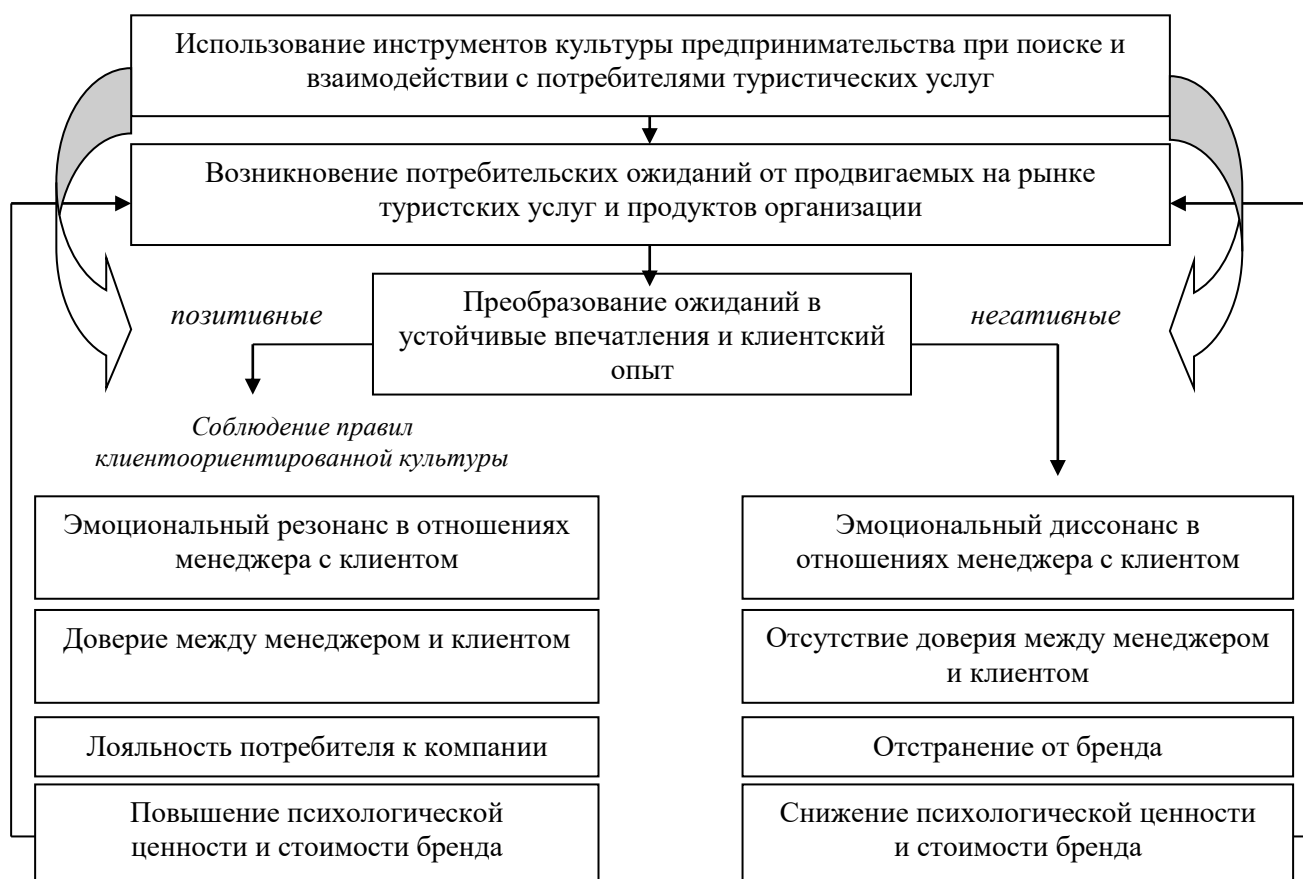 Использование инструментов культуры предпринимательства при поиске и
взаимодействии с потребителями туристических услуг
Возникновение потребительских ожиданий от продвигаемых на рынке
туристских услуг и продуктов организации
Преобразование ожиданий в
устойчивые впечатления и клиентский
опыт
позитивные
негативные
Соблюдение правил
клиентоориентированной культуры
Эмоциональный резонанс в отношениях
менеджера с клиентом
Доверие между менеджером и клиентом
Лояльность потребителя к компании
Повышение психологической
ценности и стоимости бренда
Эмоциональный диссонанс в
отношениях менеджера с клиентом
Отсутствие доверия между менеджером
и клиентом
Отстранение от бренда
Снижение психологической ценности
и стоимости бренда